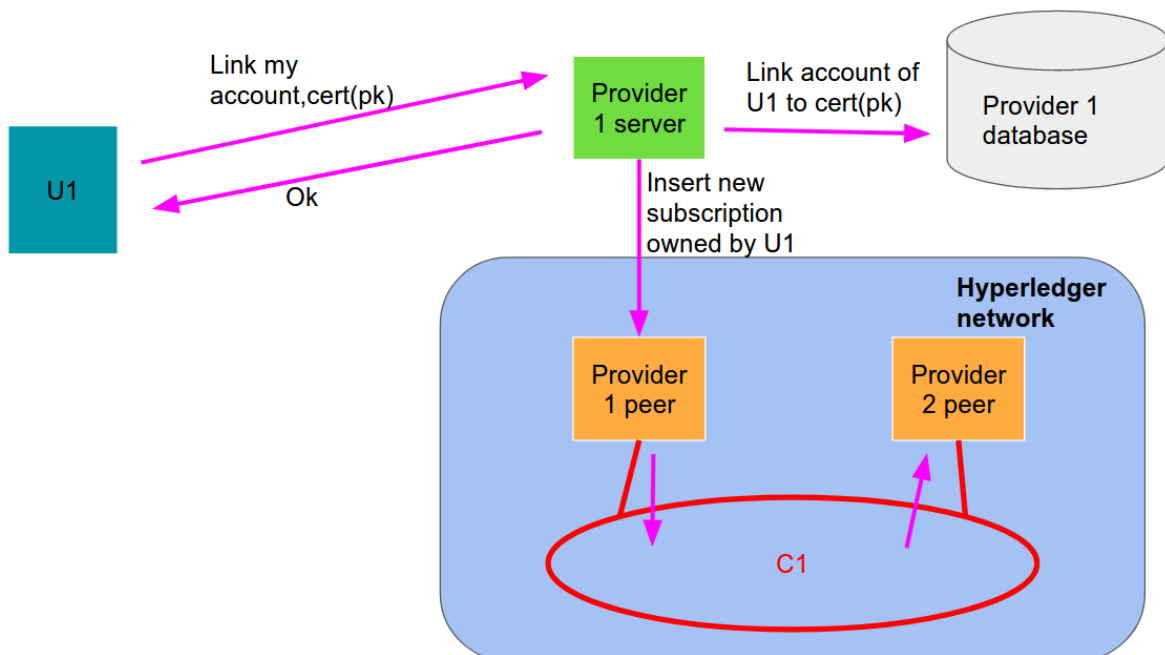 Link my
account,cert(pk)
Provider
1 server
Link account of
U1 to cert(pk)
Provider 1
database
U1
Ok
Insert new
subscription
owned by U1
Hyperledger
network
Provider
1 peer
Provider
2 peer
C1